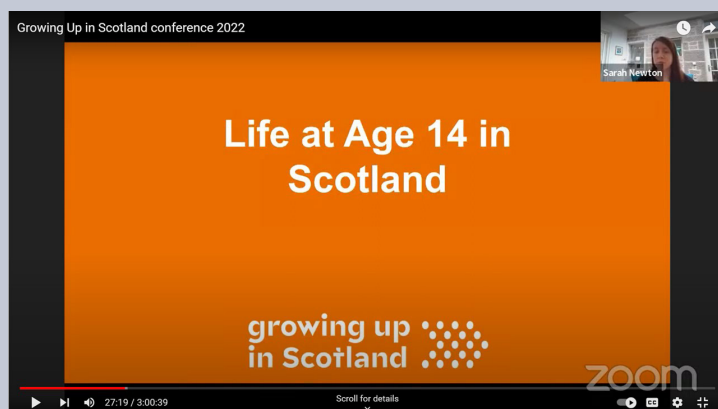 Growing Up in Scotland conference 2022
Sarah Newton
Life at Age 14 in
Scotland
growing up
in Scotland
zoom
27:19 / 3:00:39
Scroll for details
CC